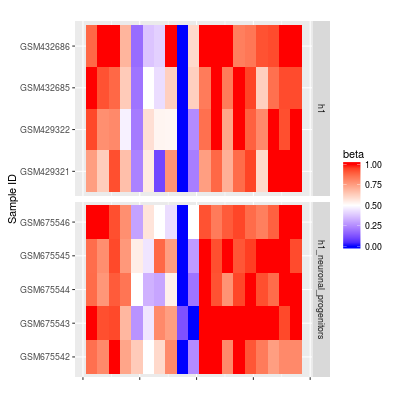 GSM432686
GSM432685
GSM429322
GSM429321
h1
GSM675546
GSM675545
GSM675544
GSM675543
GSM675542
h1_neuronal_progenitors
Sample ID
beta
1.00
0.75
0.50
0.25
0.00